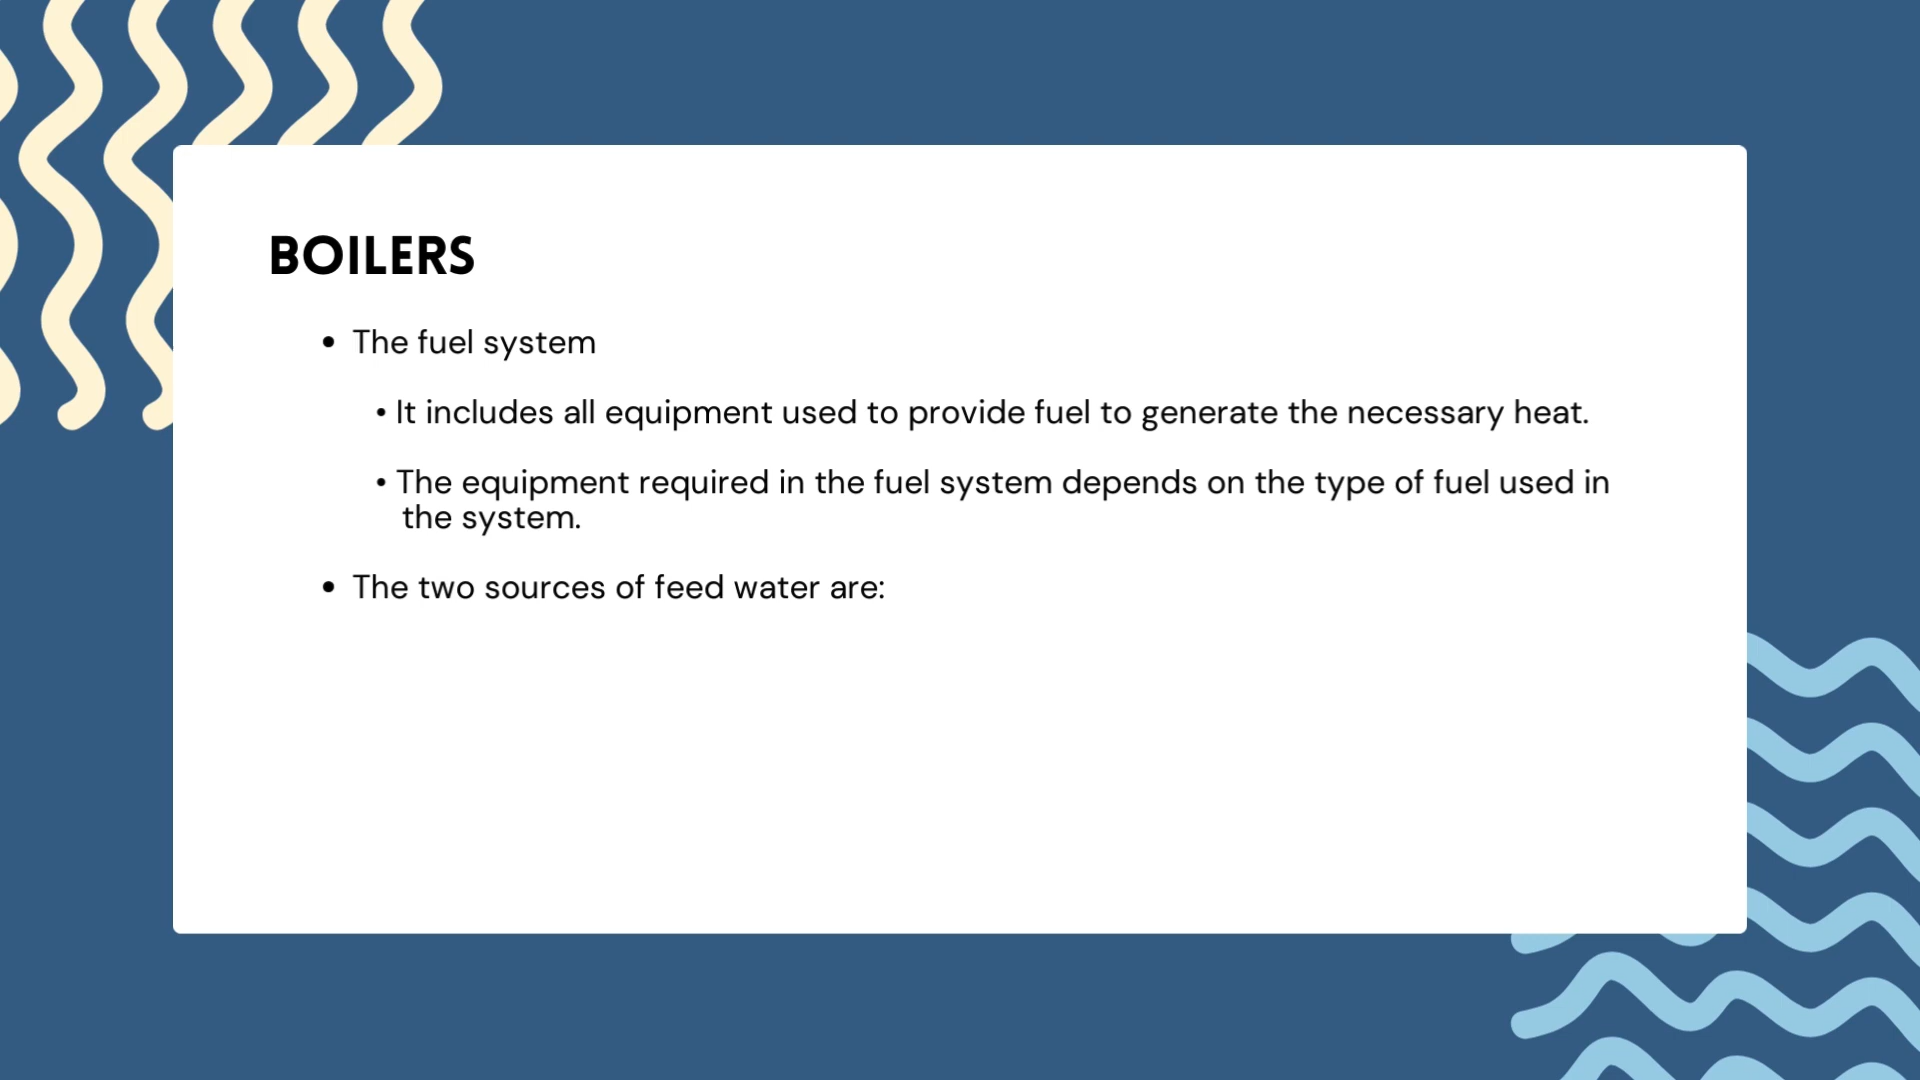 BOILERS
• The fuel system
• It includes all equipment used to provide fuel to generate the necessary heat.
• The equipment required in the fuel system depends on the type of fuel used in
the system.
• The two sources of feed water are: